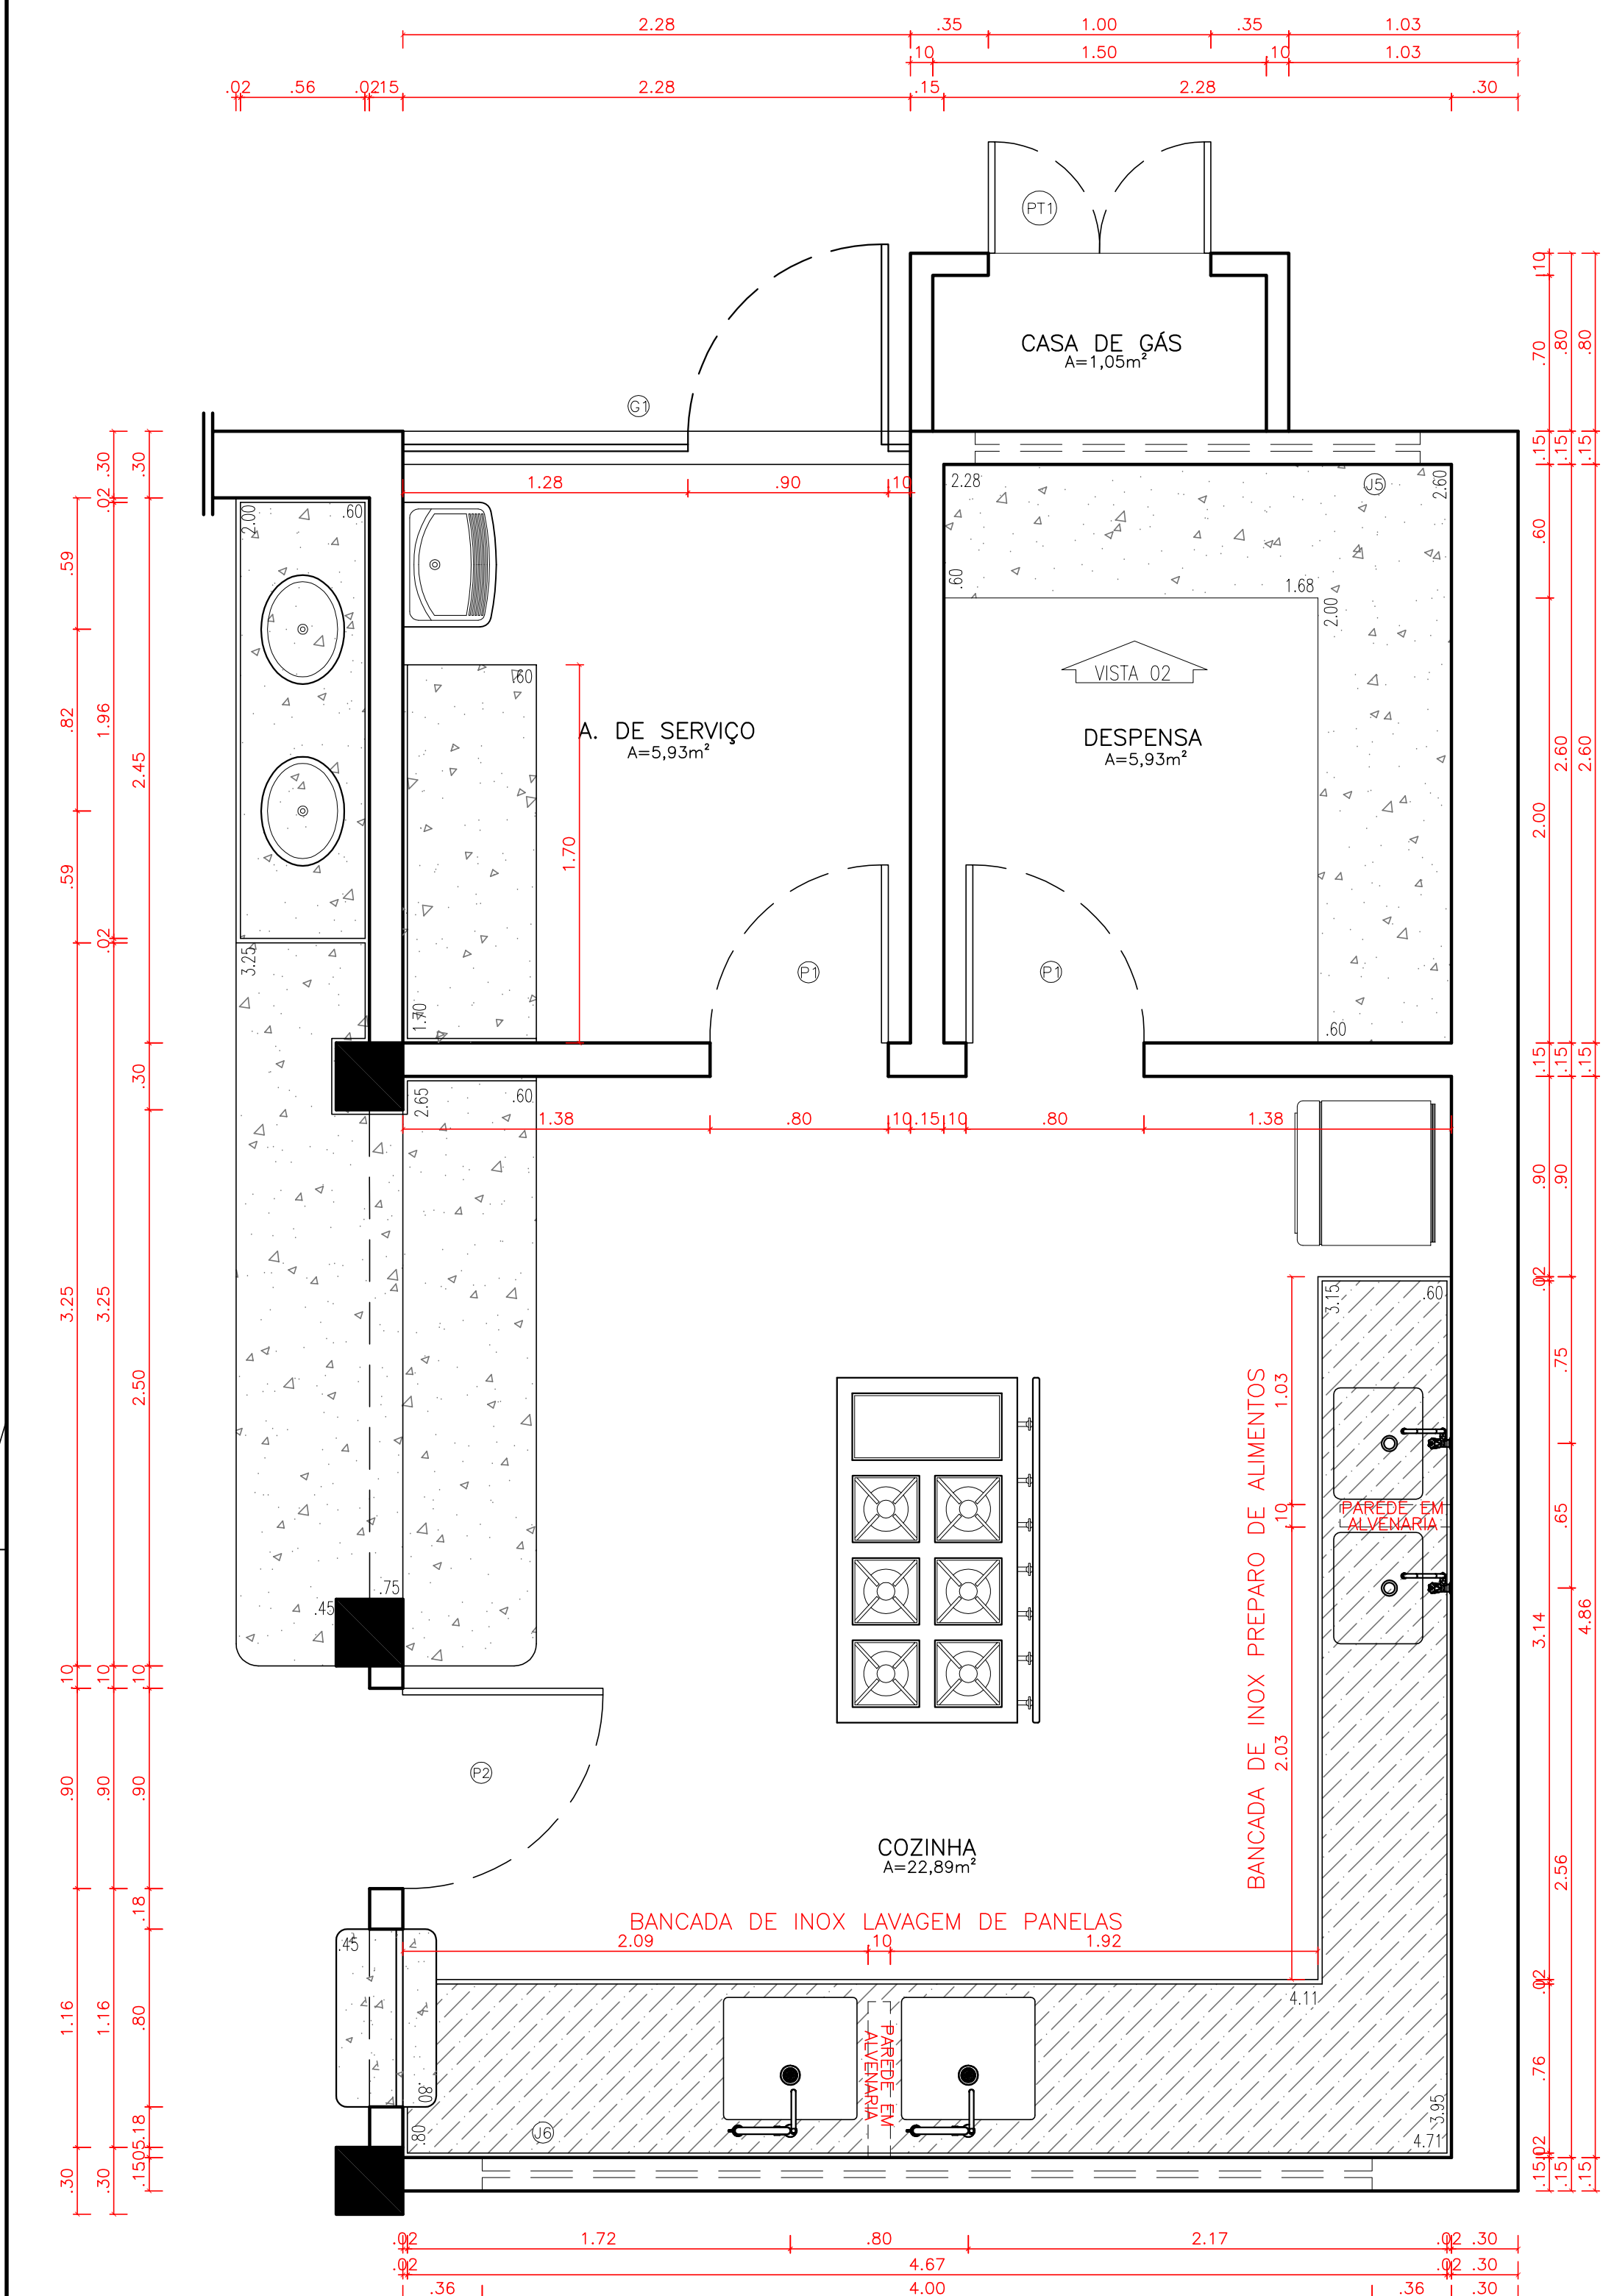 2.28 .35 1.00 .35 1.03
10 1.50 10 1.03
.02 .56 .02 15 2.28 .15 2.28 .30
PT1
CASA DE GÁS
A=1,05m²
G1
1.28 .90 10
2.28
J5
2.60
2.00
.60
.60
1.68
2.00
.60
VISTA 02
A. DE SERVIÇO
A=5,93m²
DESPENSA
A=5,93m²
1.70
P1
P1
3.25
1.70
.60
2.65
.60
1.38 .80 10 .15 10 .80 1.38
3.15
.60
1.03
10
2.03
BANCADA DE INOX PREPARO DE ALIMENTOS
PAREDE EM
ALVENARIA
.75
.45
P2
COZINHA
A=22,89m²
BANCADA DE INOX LAVAGEM DE PANELAS
2.09 10 1.92
.45
4.11
PAREDE EM
ALVENARIA
.80
.80
J6
3.95
4.71
.59
.82
.59
3.25
10
.90
1.16
.30
.30
.02
1.96
.02
3.25
10
.90
1.16
.30
.30
2.45
.30
2.50
10
.90
.18
.80
.18
.05
.15
10
.70
.15
.60
2.00
.15
.90
.02
3.14
.02
.76
.02
.15
.80
.15
2.60
.15
.90
.75
.65
2.56
.15
.80
.15
2.60
.15
4.86
.15
.02 1.72 .80 2.17 .02 .30
.02 4.67 .02 .30
.36 4.00 .36 .30